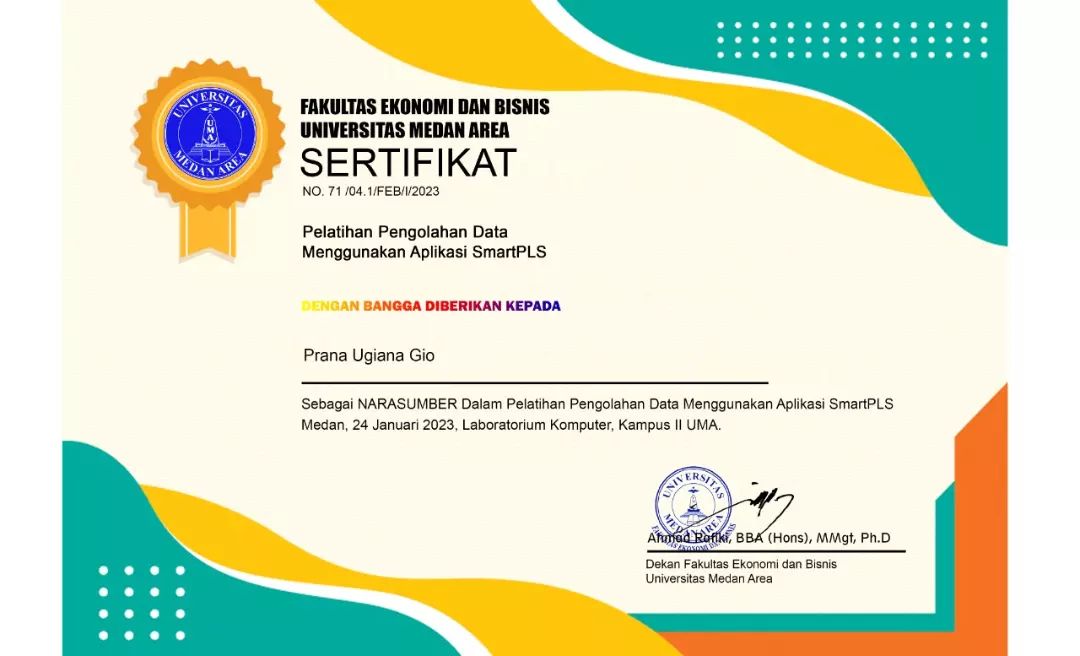 UNIVERSITAS
UMA
MEDAN AREA
FAKULTAS EKONOMI DAN BISNIS
UNIVERSITAS MEDAN AREA
SERTIFIKAT
NO. 71 /04.1/FEB/I/2023
Pelatihan Pengolahan Data
Menggunakan Aplikasi SmartPLS
DENGAN BANGGA DIBERIKAN KEPADA
Prana Ugiana Gio
Sebagai NARASUMBER Dalam Pelatihan Pengolahan Data Menggunakan Aplikasi SmartPLS
Medan, 24 Januari 2023, Laboratorium Komputer, Kampus II UMA.
UNIVERSITAS
MEDAN AREA
FAKULTAS EKONOMI DAN BISNIS
Ahmad Rafiki, BBA (Hons), MMgt, Ph.D
Dekan Fakultas Ekonomi dan Bisnis
Universitas Medan Area